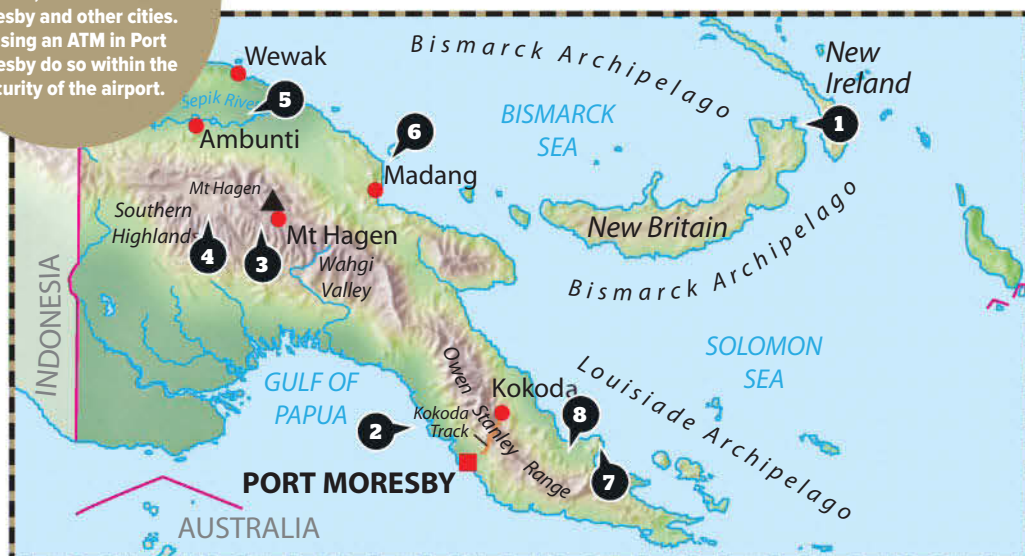 and other cities.
sing an ATM in Port
do so within the
of the airport.
Wewak
Sepik River
5
Ambunti
6
Madang
Bismarck Archipelago
BISMARCK
SEA
New
Ireland
1
Mt Hagen
Southern
Highlands
4
3
Mt Hagen
Wahgi
Valley
New Britain
Bismarck Archipelago
INDONESIA
GULF OF
PAPUA
SOLOMON
SEA
Louisiade Archipelago
Owen Stanley Range
Kokoda
Kokoda
Track
2
8
7
PORT MORESBY
AUSTRALIA